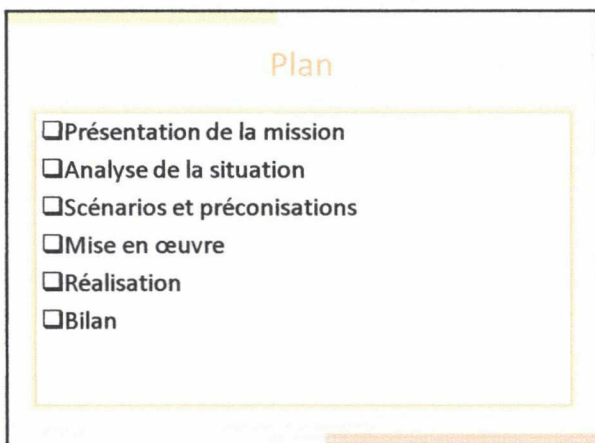 Plan
❑Présentation de la mission
❑Analyse de la situation
❑Scénarios et préconisations
❑Mise en œuvre
❑Réalisation
❑Bilan